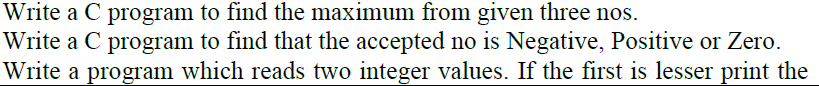 Write a C program to find the maximum from given three nos.
Write a C program to find that the accepted no is Negative, Positive or Zero.
Write a program which reads two integer values. If the first is lesser print the